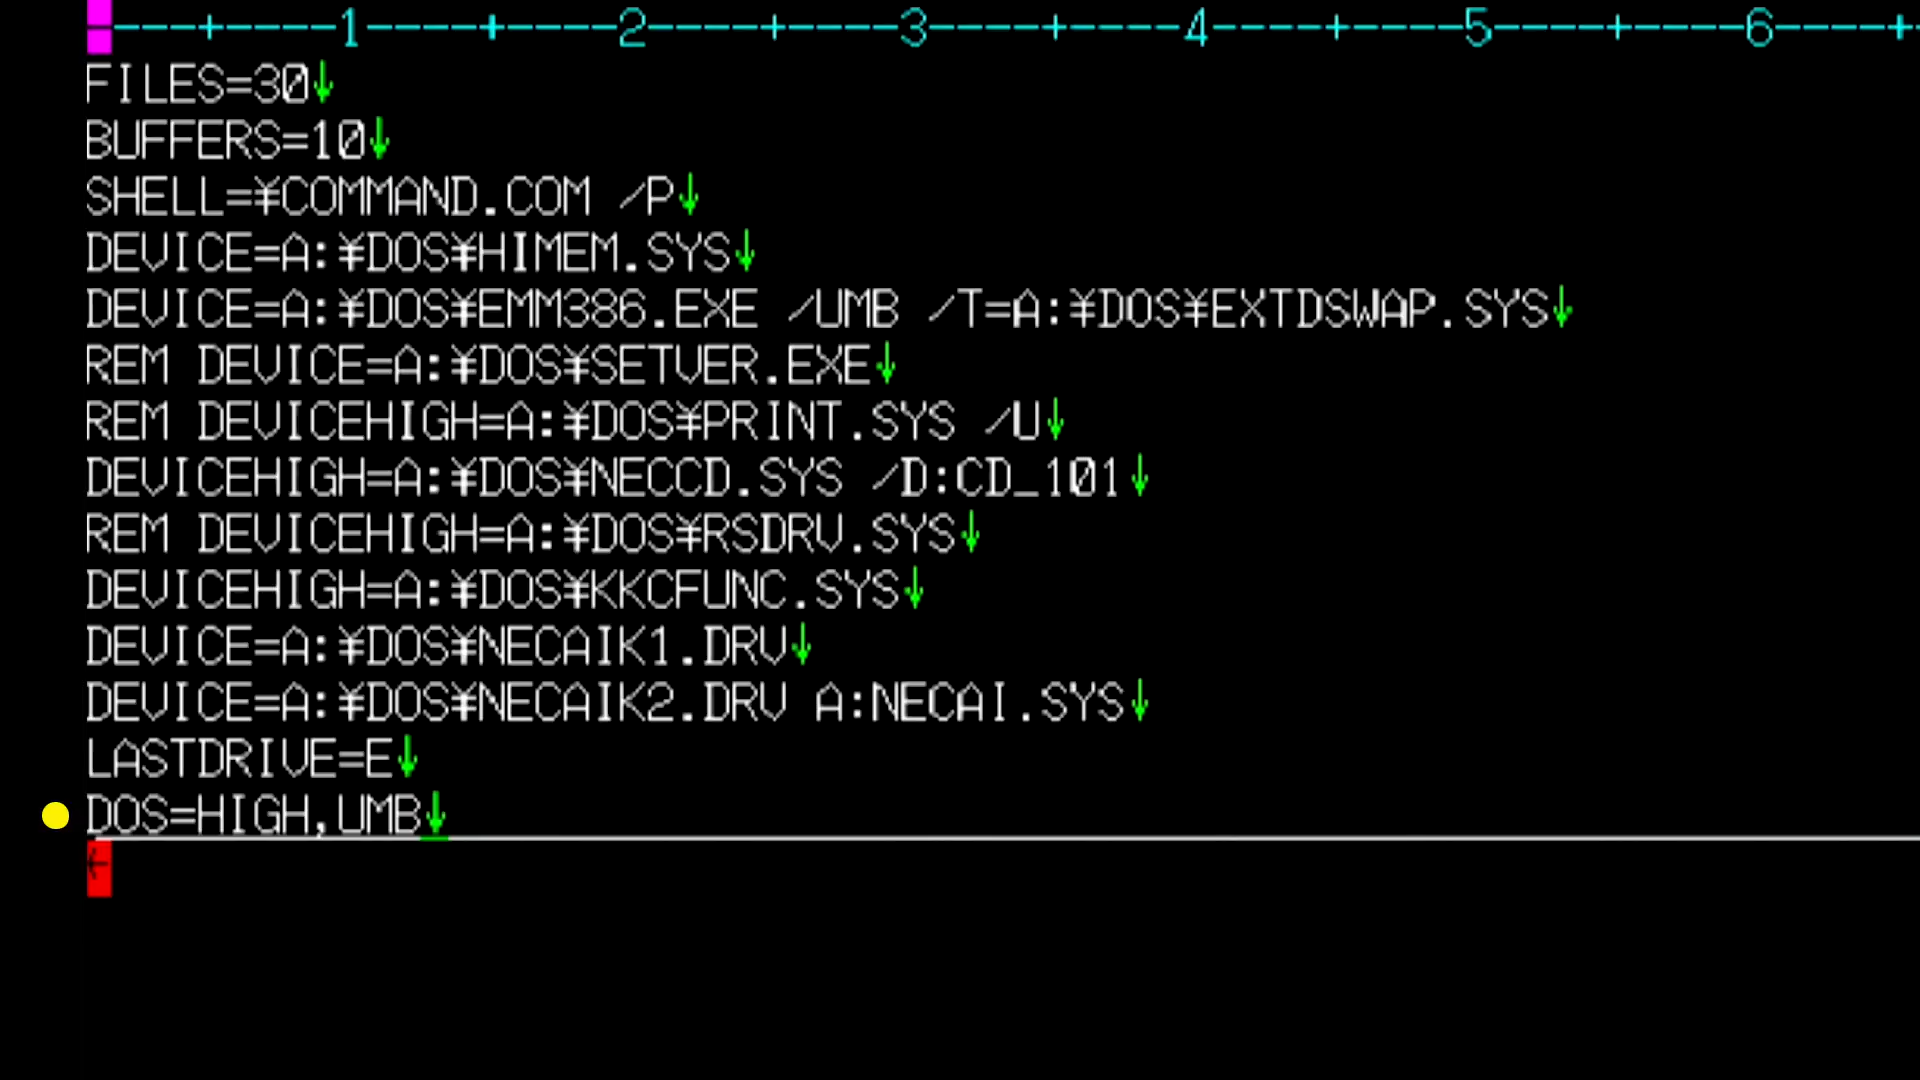 ----+----1----+----2----+----3----+----4----+----5----+----6----+-
FILES=30↓
BUFFERS=10↓
SHELL=¥COMMAND.COM /P↓
DEVICE=A:¥DOS¥HIMEM.SYS↓
DEVICE=A:¥DOS¥EMM386.EXE /UMB /T=A:¥DOS¥EXTDSWAP.SYS↓
REM DEVICE=A:¥DOS¥SETVER.EXE↓
REM DEVICEHIGH=A:¥DOS¥PRINT.SYS /U↓
DEVICEHIGH=A:¥DOS¥NECCD.SYS /D:CD_101↓
REM DEVICEHIGH=A:¥DOS¥RSDRV.SYS↓
DEVICEHIGH=A:¥DOS¥KKCFUNC.SYS↓
DEVICE=A:¥DOS¥NECAIK1.DRV↓
DEVICE=A:¥DOS¥NECAIK2.DRV A:NECAI.SYS↓
LASTDRIVE=E↓
DOS=HIGH,UMB↓
←